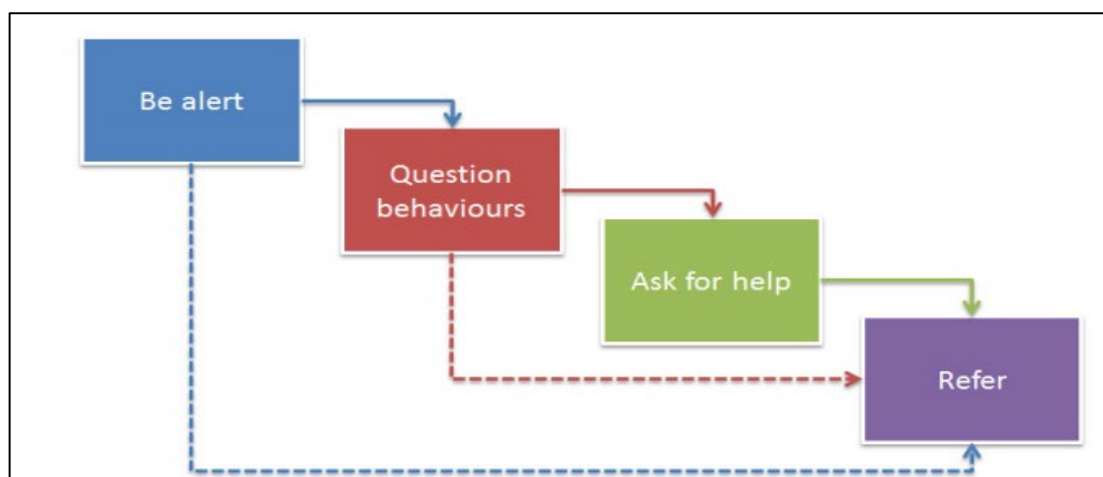 Be alert
Question
behaviours
Ask for help
Refer